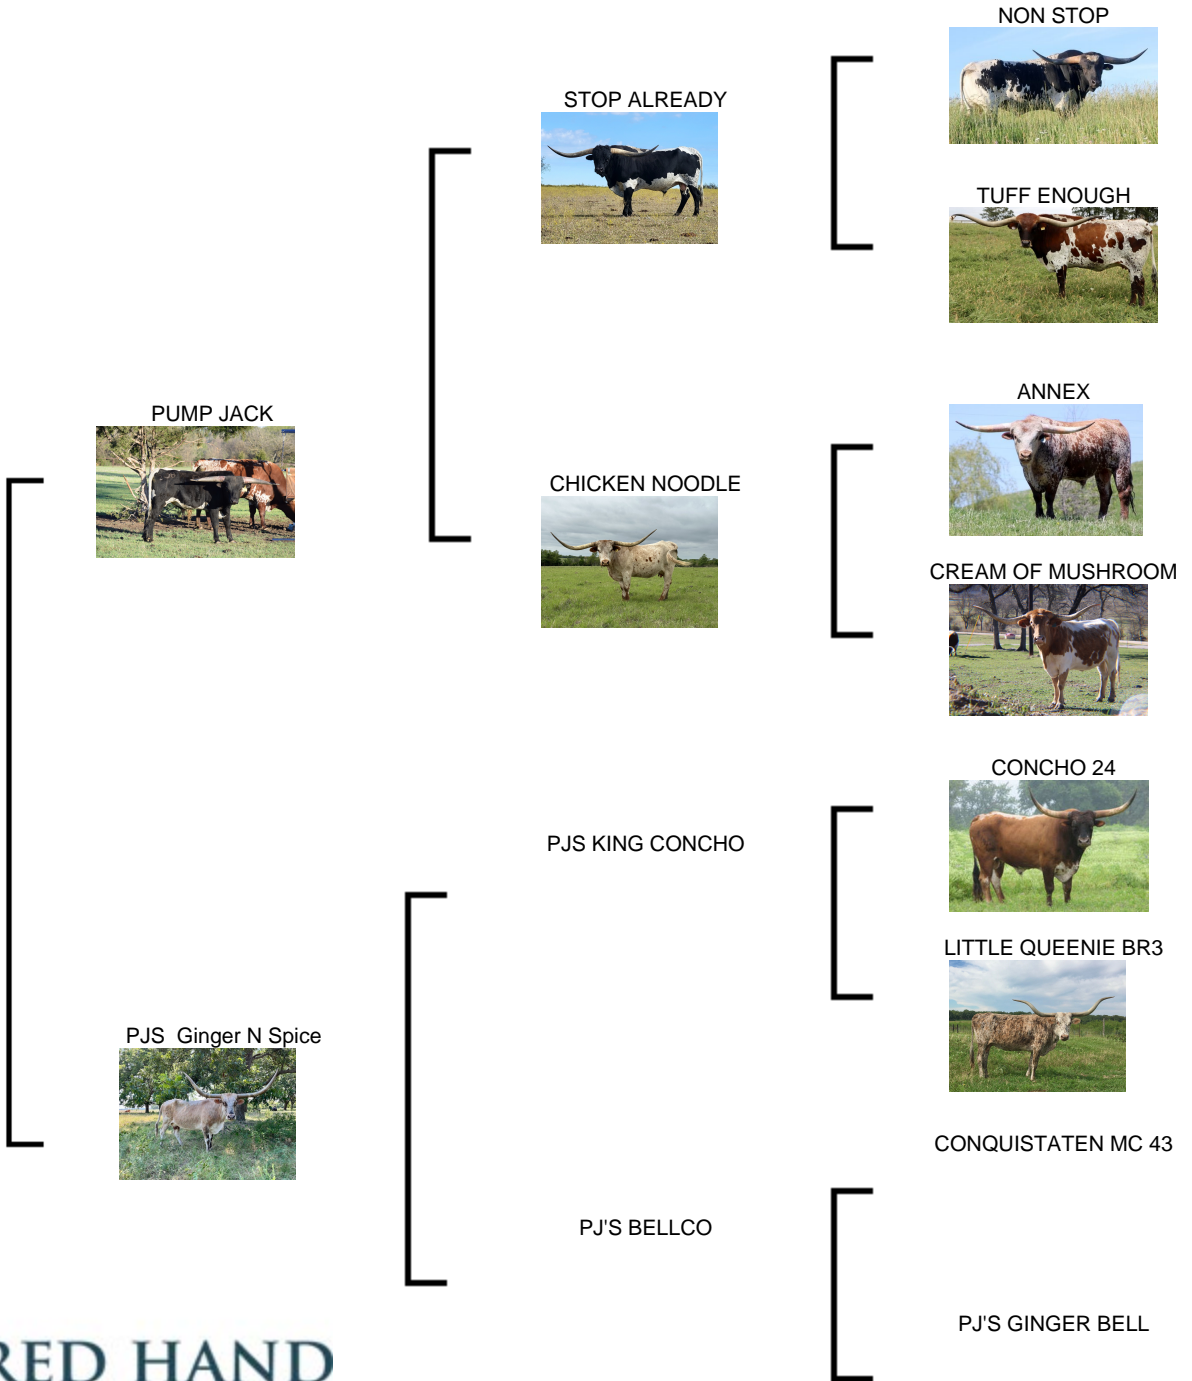 NON STOP
STOP ALREADY
TUFF ENOUGH
ANNEX
PUMP JACK
CHICKEN NOODLE
CREAM OF MUSHROOM
CONCHO 24
PJS KING CONCHO
LITTLE QUEENIE BR3
PJS  Ginger N Spice
CONQUISTATEN MC 43
PJ'S BELLCO
PJ'S GINGER BELL
RED HAND